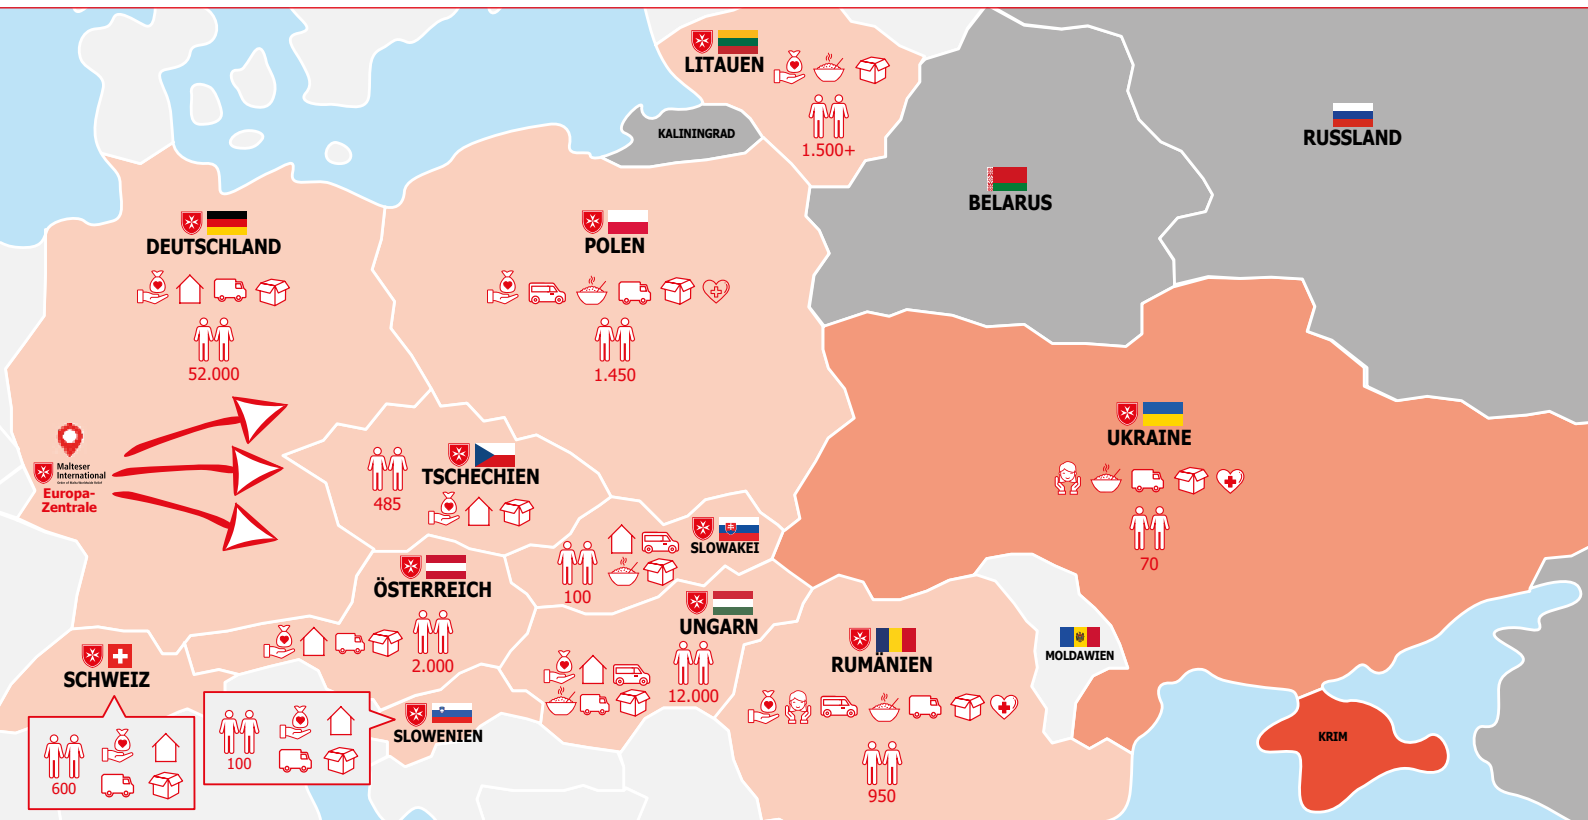 LITAUEN
1.500+
KALININGRAD
RUSSLAND
BELARUS
DEUTSCHLAND
52.000
POLEN
1.450
Malteser
International
Europa-
Zentrale
TSCHECHIEN
485
UKRAINE
70
SLOWAKEI
100
ÖSTERREICH
2.000
UNGARN
12.000
SCHWEIZ
600
SLOWENIEN
100
RUMÄNIEN
950
MOLDAWIEN
KRIM